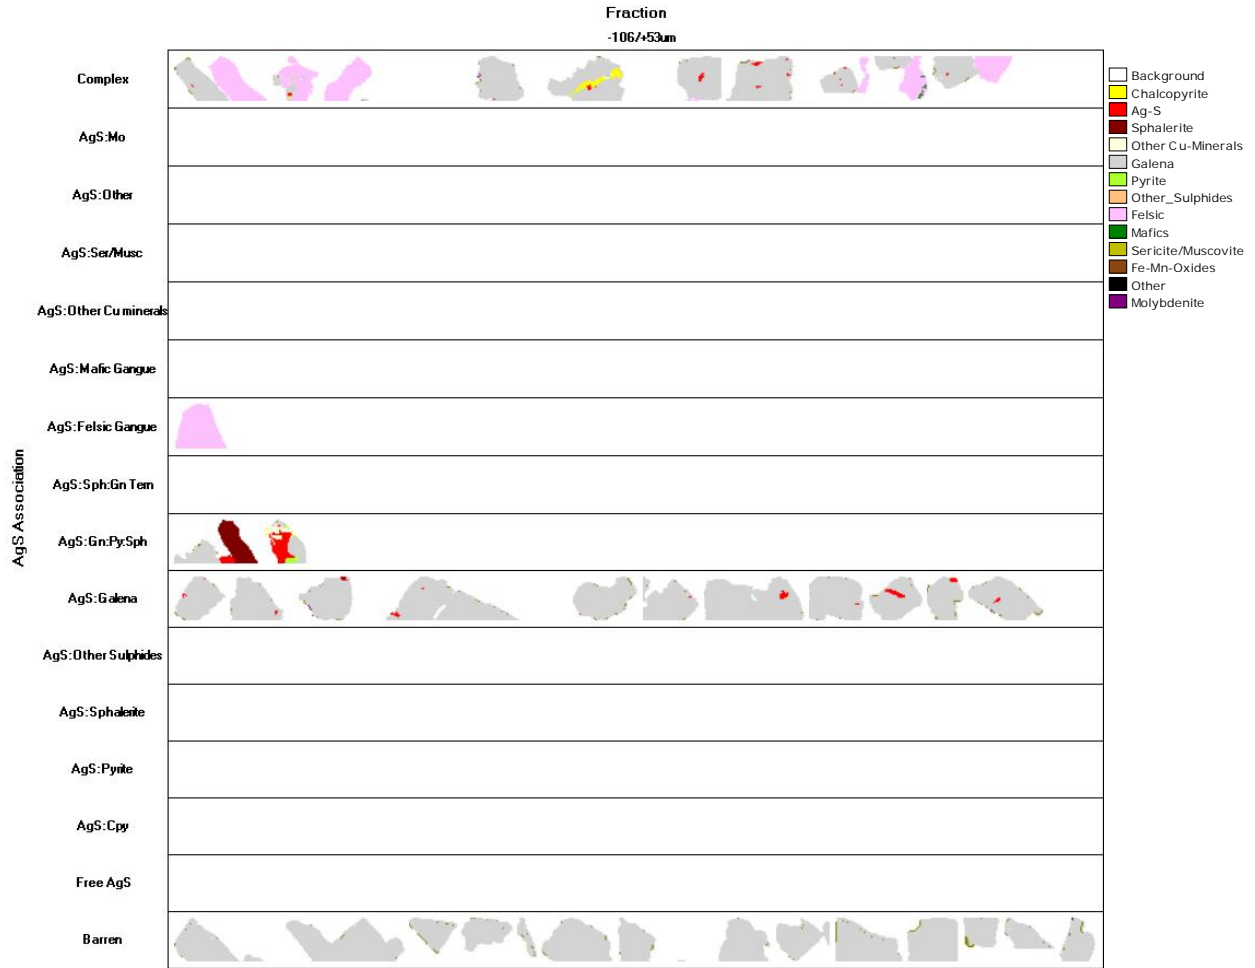 Fraction
-106/+53um
AgS Association
Complex
AgS:Mo
AgS:Other
AgS:Ser/Musc
AgS:Other Cu minerals
AgS:Mafic Gangue
AgS:Felsic Gangue
AgS:Sph:Gn Tern
AgS:Gn:Py:Sph
AgS:Galena
AgS:Other Sulphides
AgS:Sphalerite
AgS:Pyrite
AgS:Cpy
Free AgS
Barren
Background
Chalcopyrite
Ag-S
Sphalerite
Other Cu-Minerals
Galena
Pyrite
Other_Sulphides
Felsic
Mafics
Sericite/Muscovite
Fe-Mn-Oxides
Other
Molybdenite